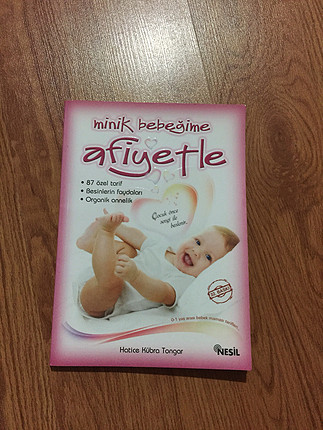 minik bebeğime
afiyetle
• 87 özel tarif
• Besinlerin faydaları
• Organik annelik
Çocuk önce
sevgi ile
beslenir...
Hatice Kübra Tongar
NESİL